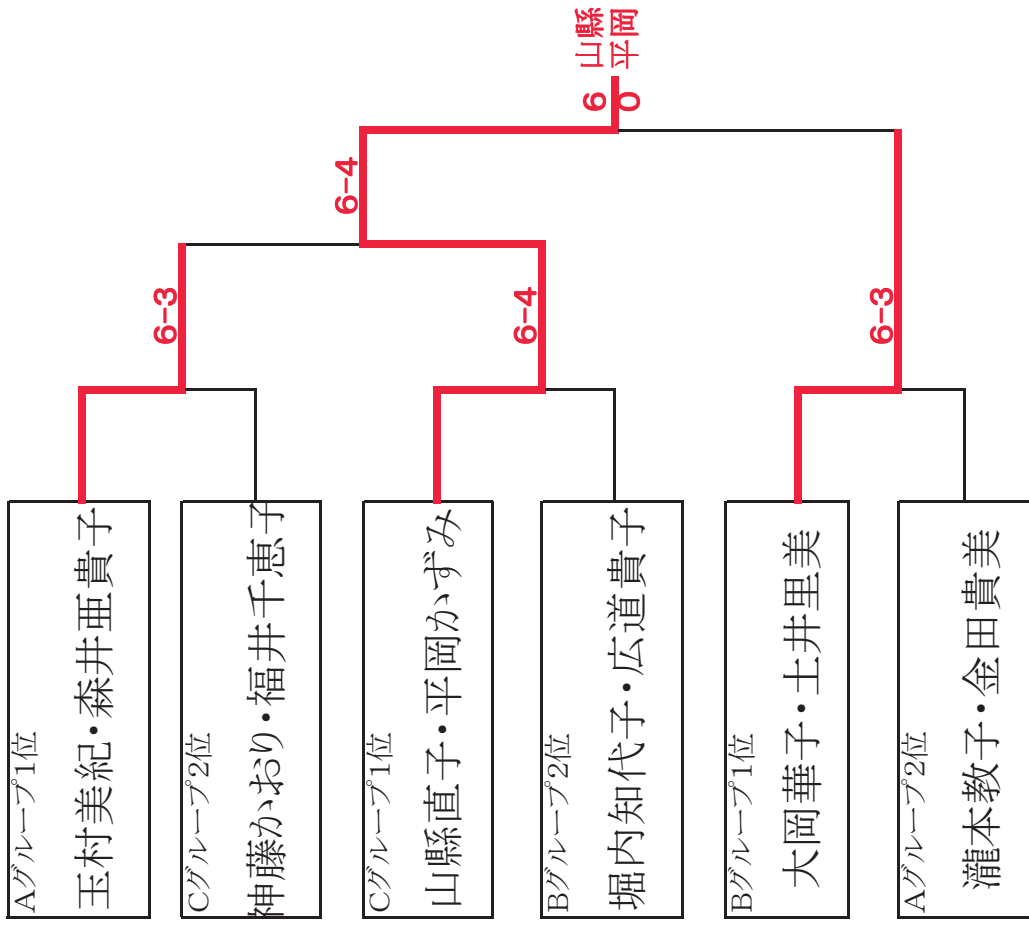 山縣
平岡
6
0
6-4
6-3
6-4
6-3
Aグループ1位
玉村美紀・森井亜貴子
Cグループ2位
神藤かおり・福井千恵子
Cグループ1位
山縣直子・平岡かずみ
Bグループ2位
堀内知代子・広道貴子
Bグループ1位
大岡華子・土井里美
Aグループ2位
瀧本教子・金田貴美